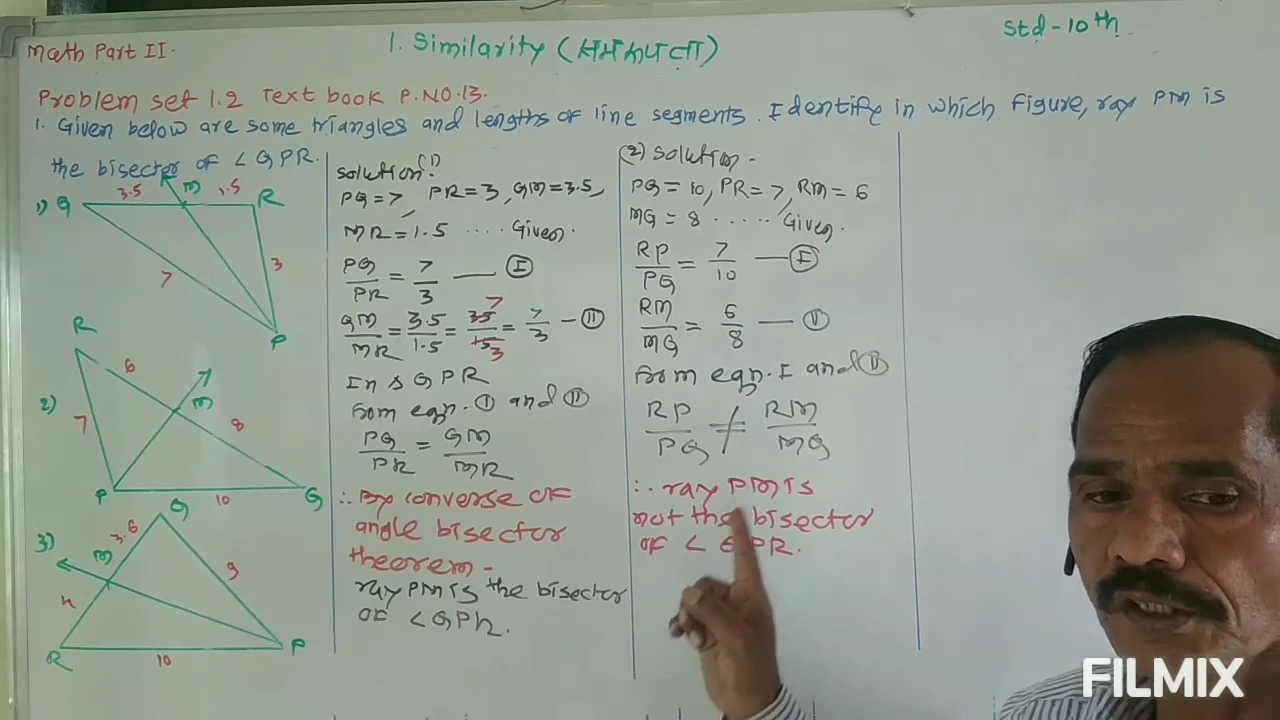 Math Part II.
1. Similarity (समरूपता)
Std-10th
Problem set 1.2 Text book P.NO.13.
1. Given below are some triangles and lengths of line segments. Identify in which figure, ray PM is
the bisector of ∠QPR.
1) Q 3.5 M 1.5 R
7
3
P
2) R
6
M
7
8
P 10 Q
3) Q
3.6
M
9
4
R 10 P
Solution(1)
PQ=7, PR=3, QM=3.5,
MR=1.5 .... Given.
PQ/PR = 7/3 — I
QM/MR = 3.5/1.5 = 35 7/15 3 = 7/3 — II
In Δ QPR
From eqn. I and II
PQ/PR = QM/MR
∴ By converse of
angle bisector
theorem-
ray PM is the bisector
of ∠QPR.
(2) Solution -
PQ=10, PR=7, RM=6
MQ=8 ..... Given.
RP/PQ = 7/10 — I
RM/MQ = 6/8 — II
From eqn. I and II
RP/PQ ≠ RM/MQ
∴ ray PM is
not the bisector
of ∠QPR.
FILMIX